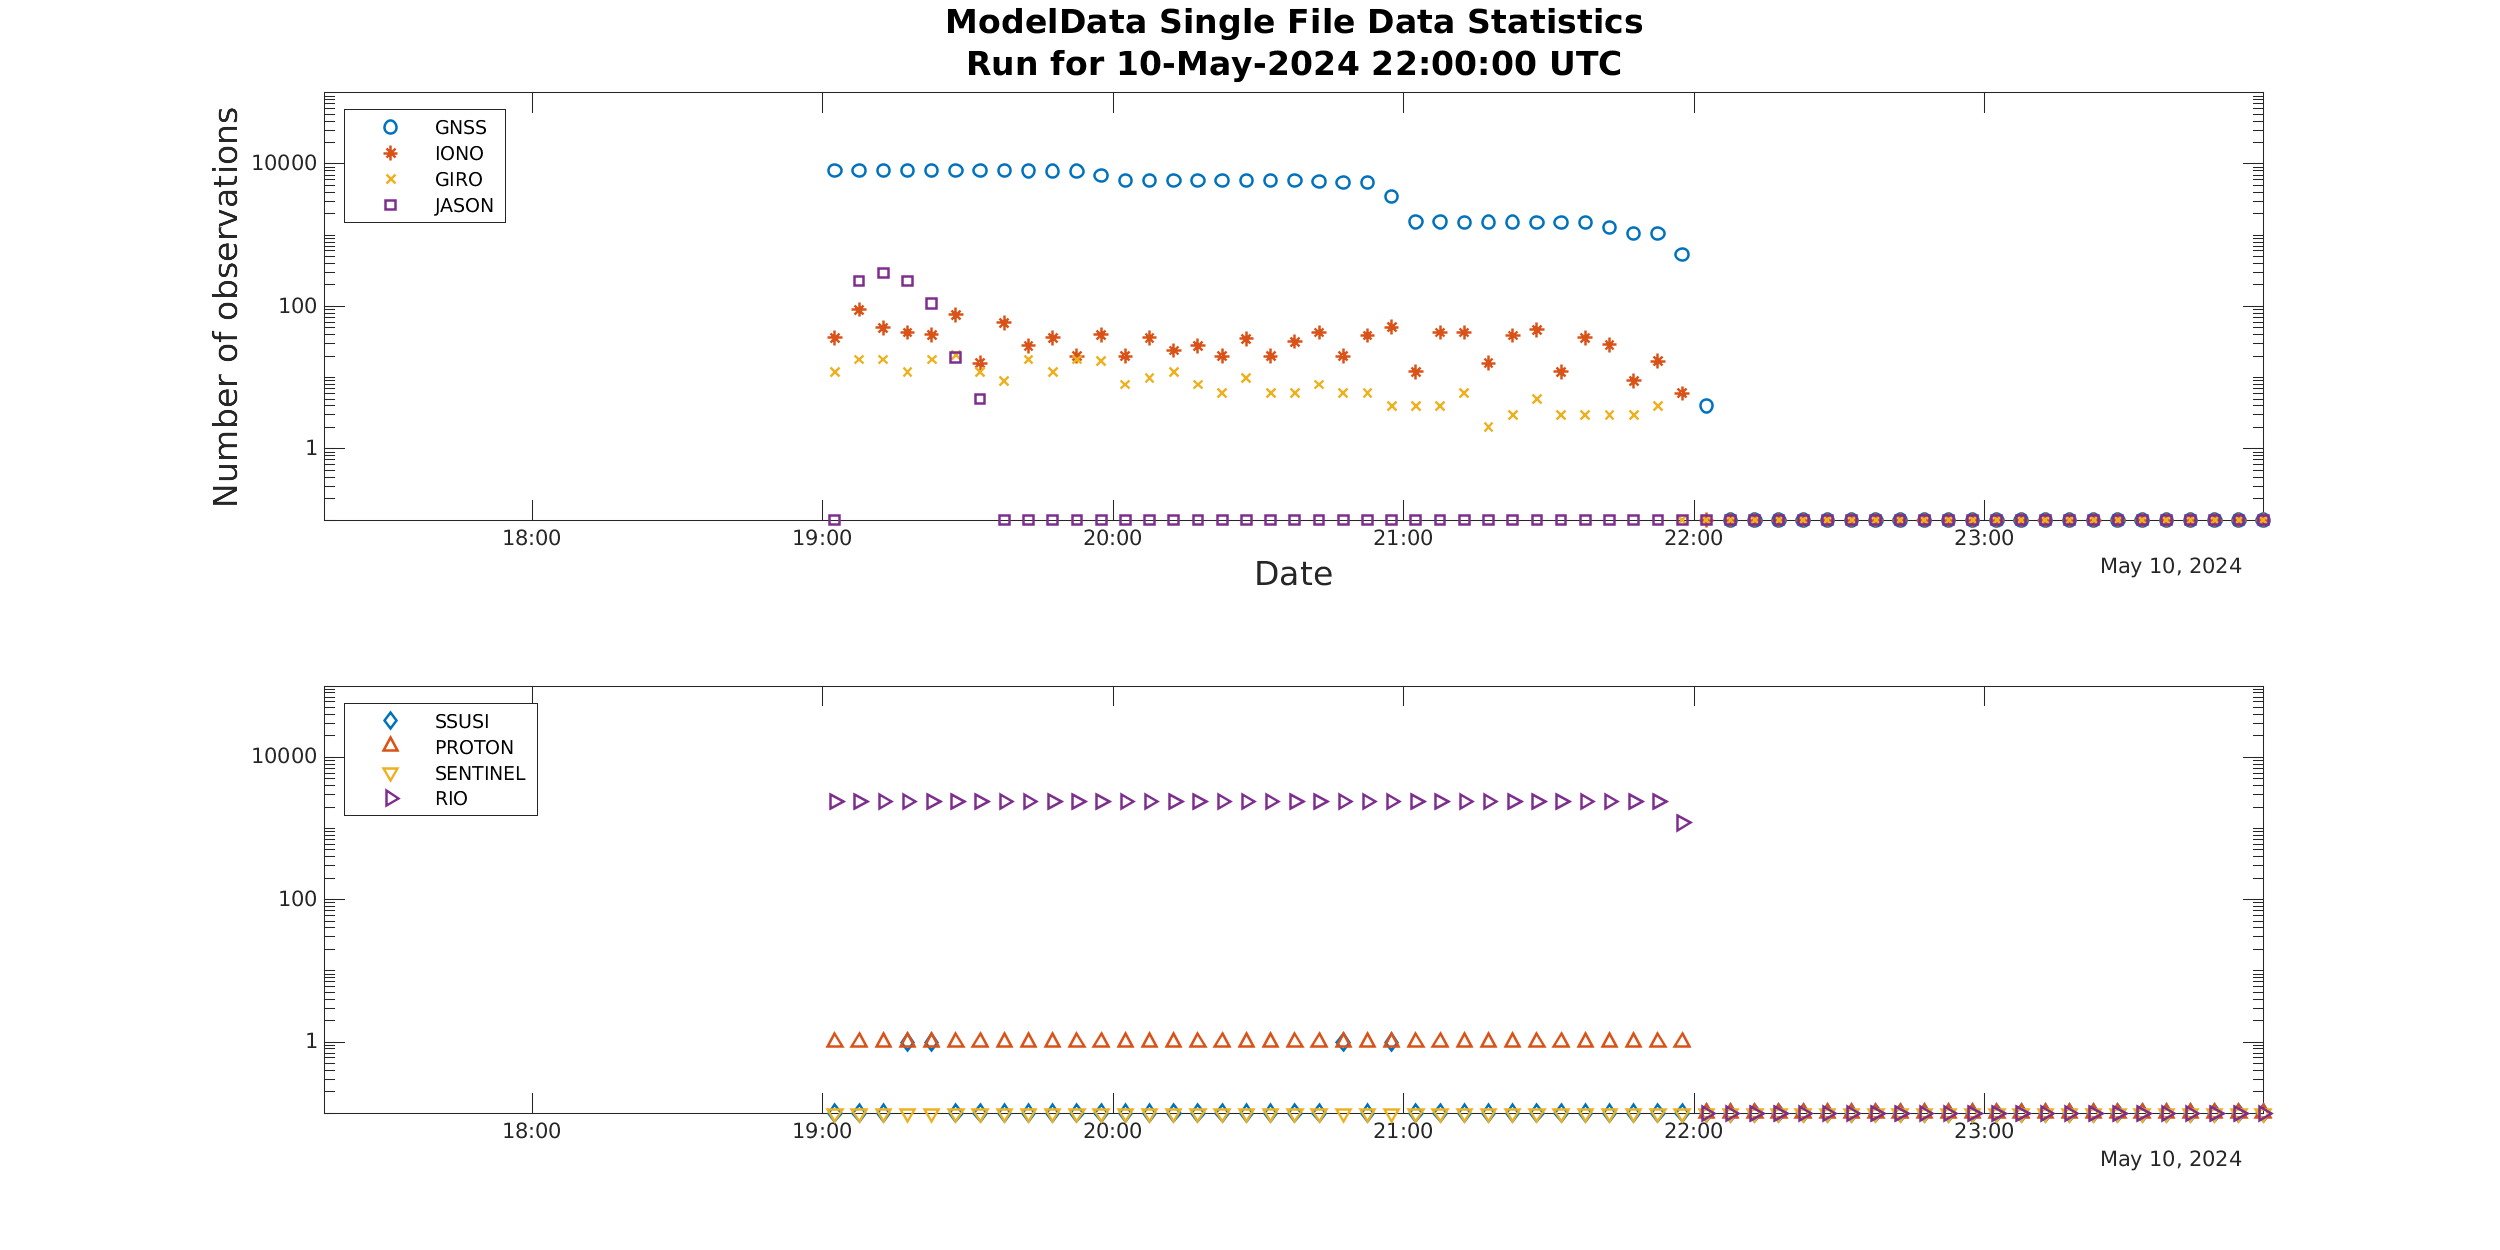 ModelData Single File Data Statistics
Run for 10-May-2024 22:00:00 UTC
Number of observations
GNSS
IONO
GIRO
JASON
10000
100
1
18:00
19:00
20:00
21:00
22:00
23:00
May 10, 2024
Date
SSUSI
PROTON
SENTINEL
RIO
10000
100
1
18:00
19:00
20:00
21:00
22:00
23:00
May 10, 2024